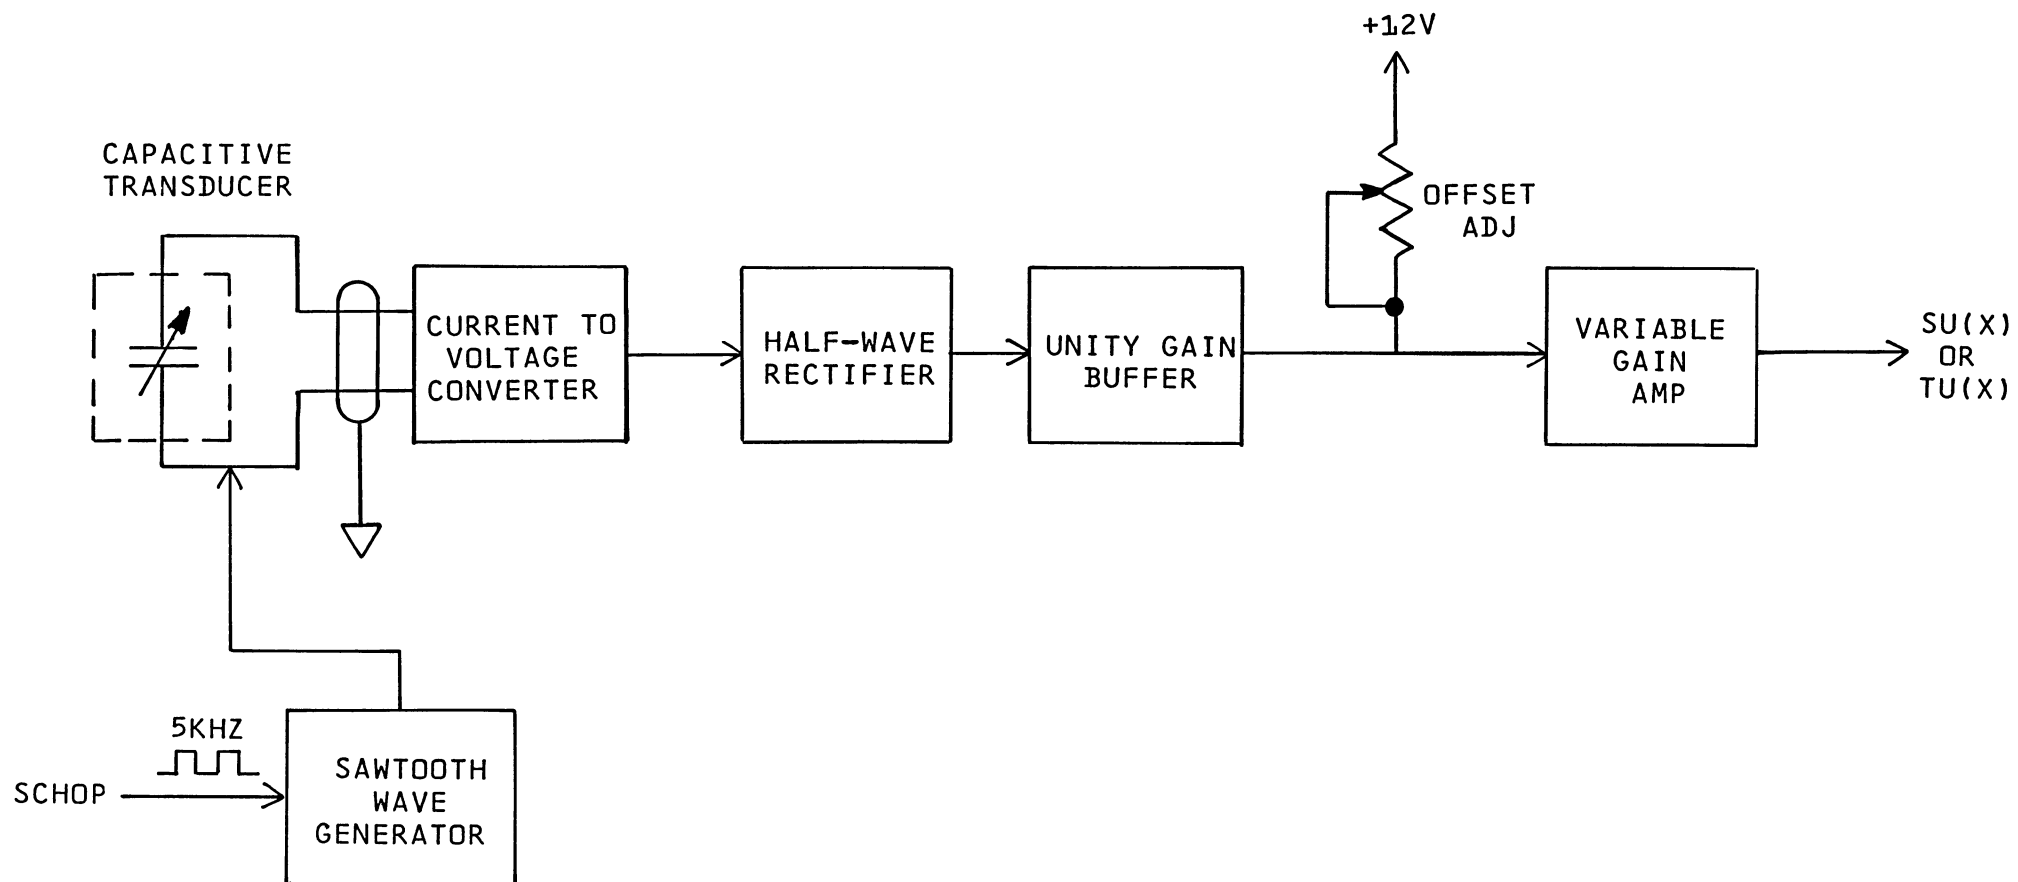 +12V
CAPACITIVE
TRANSDUCER
OFFSET
ADJ
CURRENT TO
VOLTAGE
CONVERTER
HALF-WAVE
RECTIFIER
UNITY GAIN
BUFFER
VARIABLE
GAIN
AMP
SU(X)
OR
TU(X)
5KHZ
SCHOP
SAWTOOTH
WAVE
GENERATOR